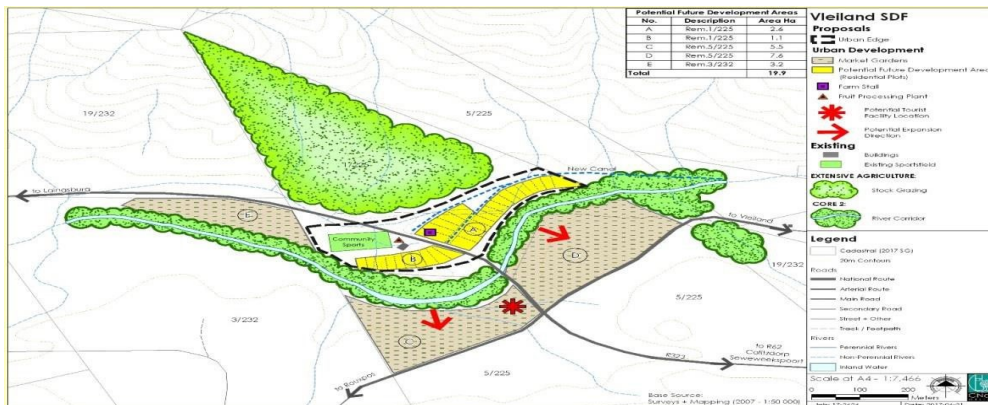 Potential Future Development Areas
No. Description Area Ha
A Rem.1/225 2.6
B Rem.1/225 1.1
C Rem.5/225 5.5
D Rem.5/225 7.6
E Rem.3/232 3.2
Total 19.9
Vleiland SDF
Proposals
Urban Edge
Urban Development
Market Gardens
Potential Future Development Area
(Residential Plots)
Farm Stall
Fruit Processing Plant
Potential Tourist
Facility Location
Potential Expansion
Direction
Existing
Buildings
Existing Sportsfield
EXTENSIVE AGRICULTURE:
Stock Grazing
CORE 2:
River Corridor
Legend
Cadastral (2017 SG)
20m Contours
Roads
National Route
Arterial Route
Main Road
Secondary Road
Street + Other
Track / Footpath
Rivers
Perennial Rivers
Non-Perennial Rivers
Inland Water
Scale at A4 - 1:7,466
0 100 200
Meters
19/232
5/225
New Canal
to Laingsburg
to Vleiland
E
Community
Sports
A
B
D
19/232
3/232
5/225
C
R323
to R62
5/225
to Rouxpos
Base Source:
Surveys + Mapping (2007 - 1:50 000)